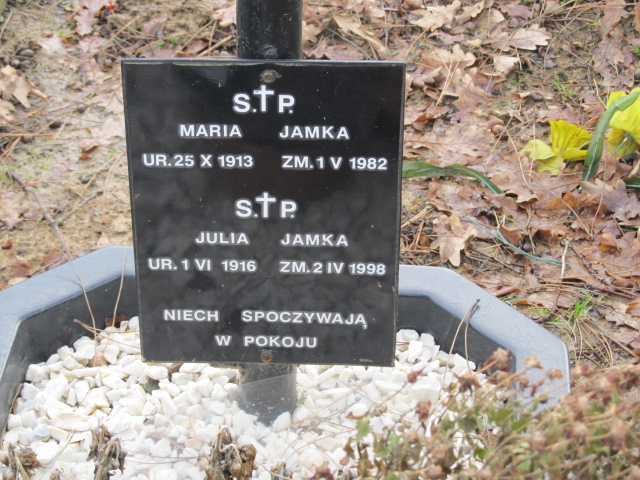 S.†P.
MARIA JAMKA
UR. 25 X 1913 ZM. 1 V 1982
S.†P.
JULIA JAMKA
UR. 1 VI 1916 ZM. 2 IV 1998
NIECH SPOCZYWAJĄ
W POKOJU